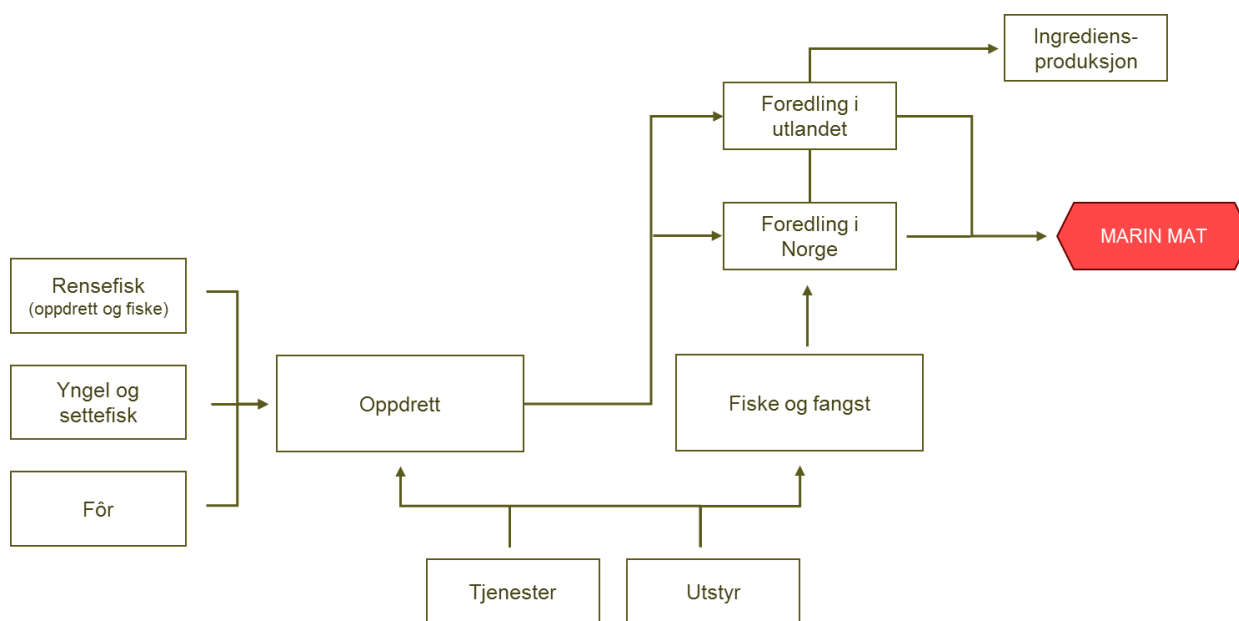 Ingrediens-
produksjon
Foredling i
utlandet
Foredling i
Norge
MARIN MAT
Rensefisk
(oppdrett og fiske)
Yngel og
settefisk
Oppdrett
Fiske og fangst
Fôr
Tjenester
Utstyr